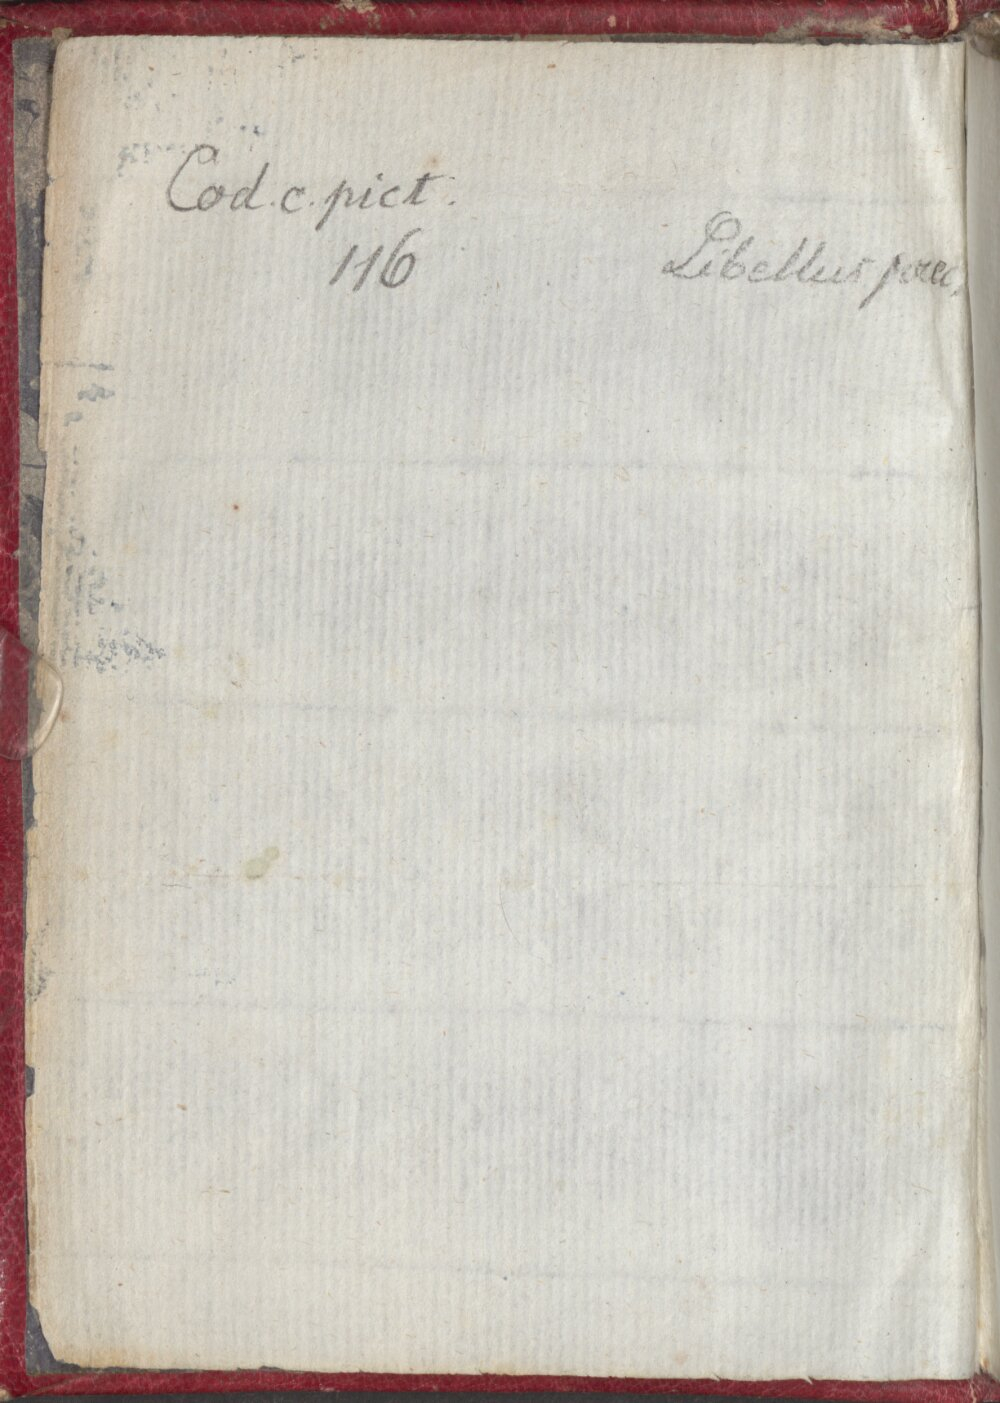 Cod. c. pict.
116
Libellus prec.